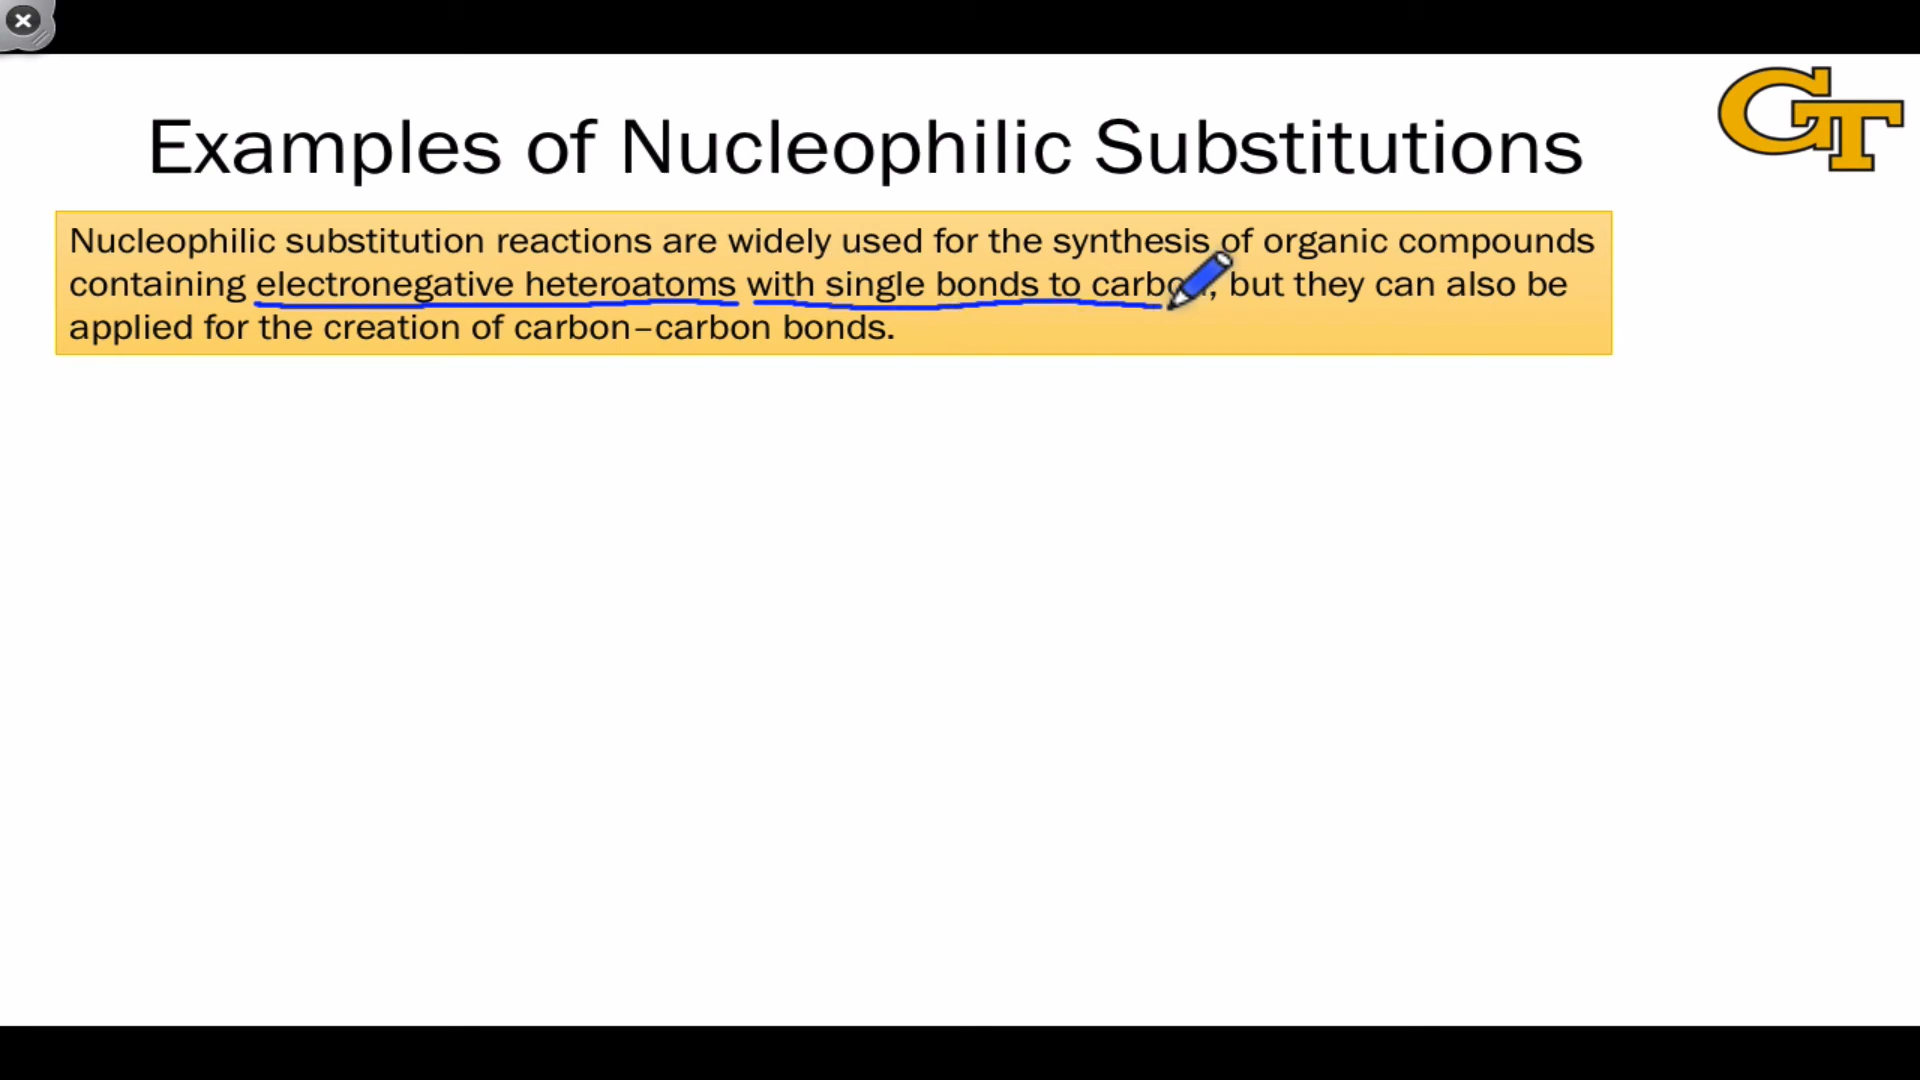 GT
Examples of Nucleophilic Substitutions
Nucleophilic substitution reactions are widely used for the synthesis of organic compounds
containing electronegative heteroatoms with single bonds to carbon, but they can also be
applied for the creation of carbon–carbon bonds.